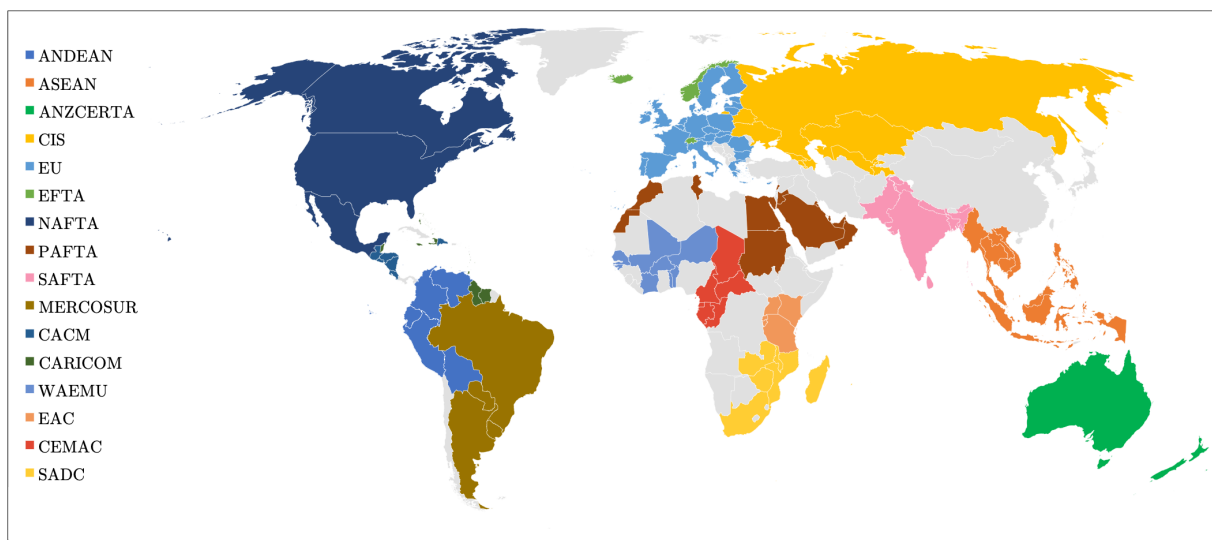 ANDEAN
ASEAN
ANZCERTA
CIS
EU
EFTA
NAFTA
PAFTA
SAFTA
MERCOSUR
CACM
CARICOM
WAEMU
EAC
CEMAC
SADC